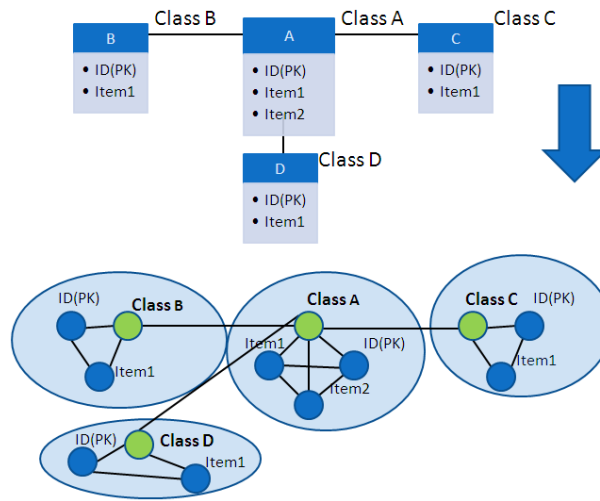 Class B
Class A
Class C
B
A
C
• ID(PK)
• Item1
• ID(PK)
• Item1
• Item2
• ID(PK)
• Item1
Class D
D
• ID(PK)
• Item1
ID(PK)
Class B
Item1
Class A
Item1
ID(PK)
Item2
Class C
ID(PK)
Item1
ID(PK)
Class D
Item1